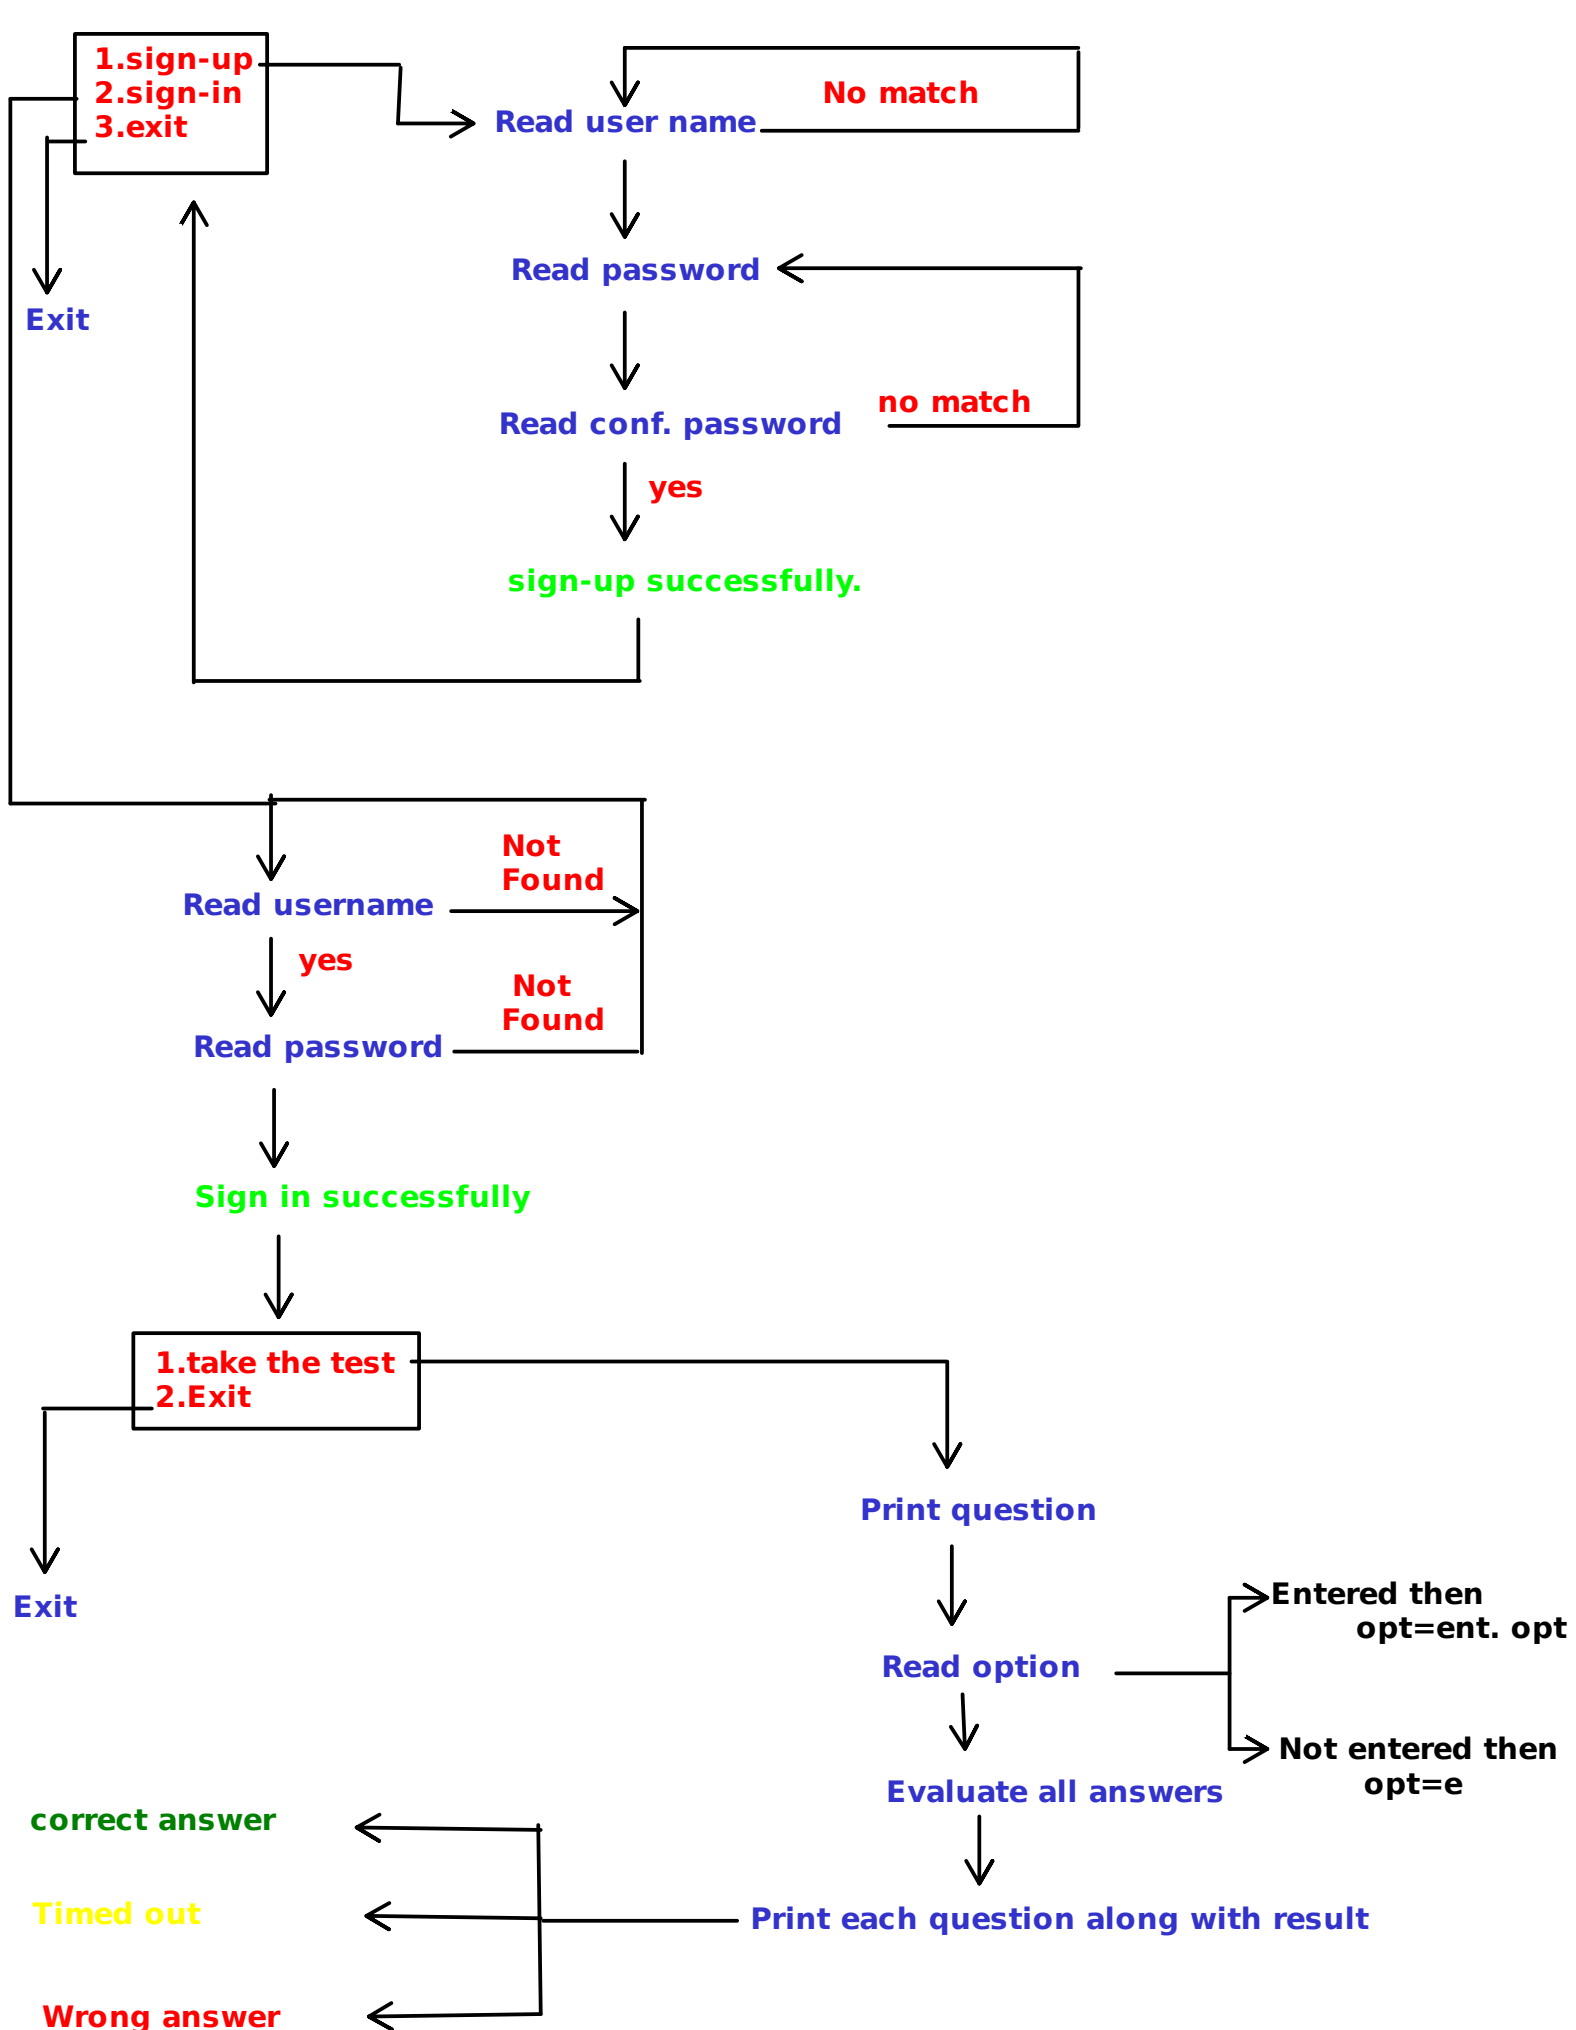 1.sign-up
2.sign-in
3.exit
No match
Read user name
Read password
Exit
no match
Read conf. password
yes
sign-up successfully.
Not
Found
Read username
yes
Not
Found
Read password
Sign in successfully
1.take the test
2.Exit
Print question
Exit
Entered then
opt=ent. opt
Read option
Not entered then
opt=e
Evaluate all answers
correct answer
Timed out
Print each question along with result
Wrong answer